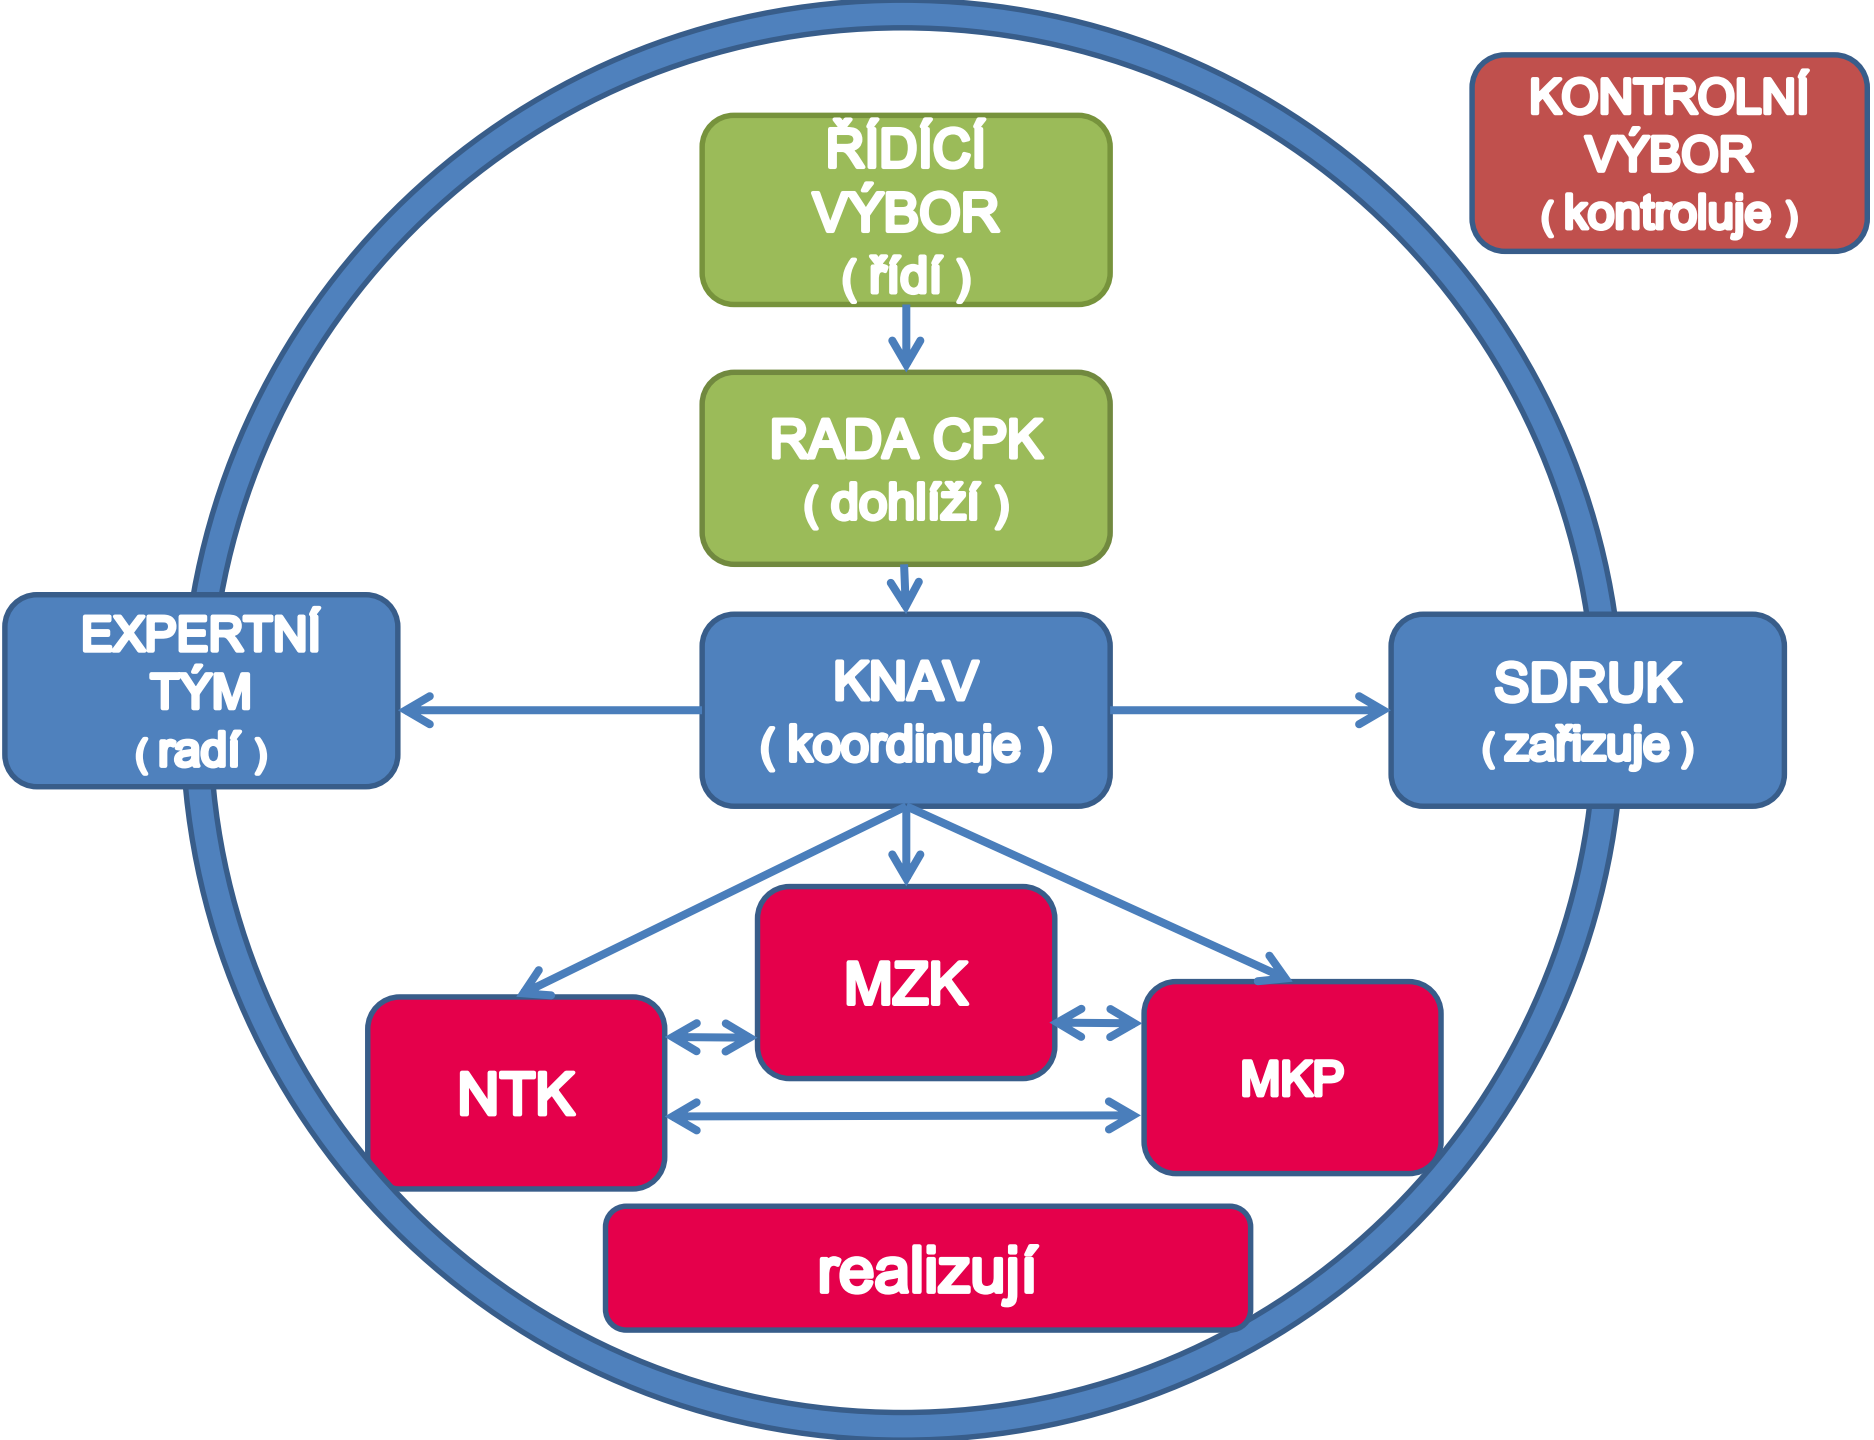 KONTROLNÍ
VÝBOR
( kontroluje )
ŘÍDÍCÍ
VÝBOR
( řídí )
RADA CPK
( dohlíží )
EXPERTNÍ
TÝM
( radí )
KNAV
( koordinuje )
SDRUK
( zařizuje )
MZK
NTK
MKP
realizují